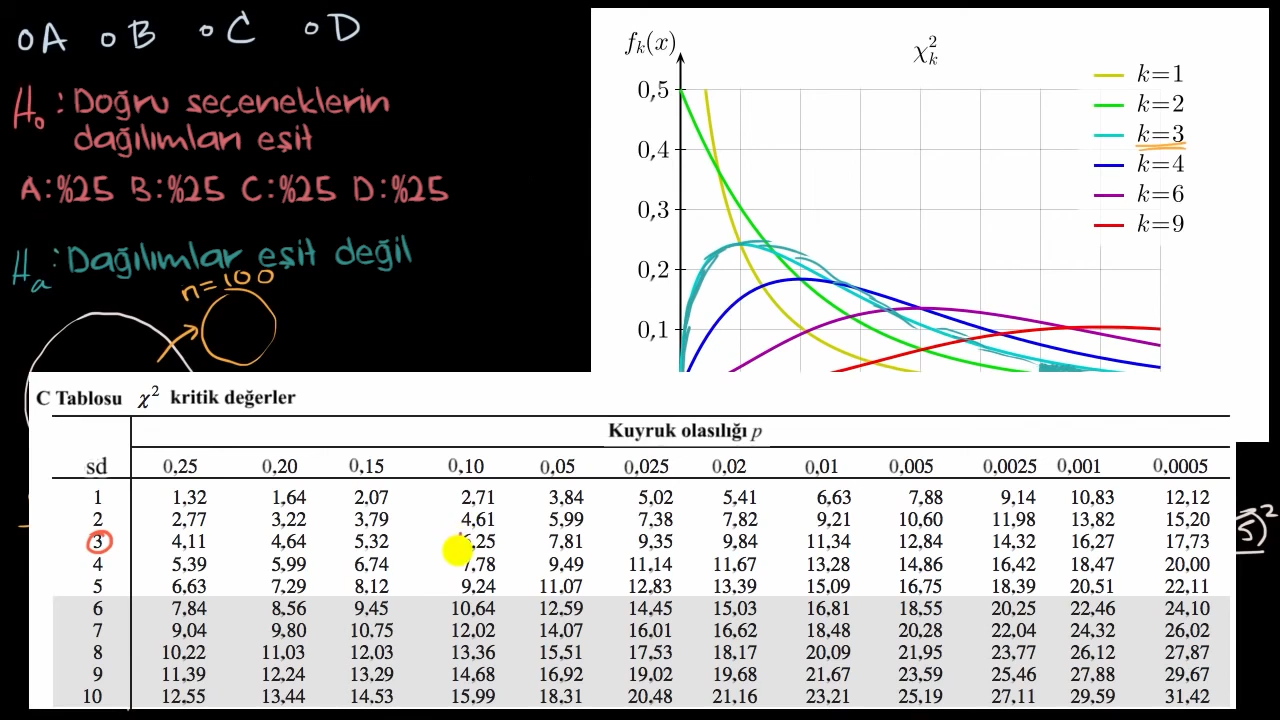 A B C D
H₀: Doğru seçeneklerin
dağılımları eşit
A:%25 B:%25 C:%25 D:%25
Hₐ: Dağılımlar eşit değil
n=100
fₖ(x)
χ²ₖ
k=1
k=2
k=3
k=4
k=6
k=9
0,5
0,4
0,3
0,2
0,1
C Tablosu χ² kritik değerler
Kuyruk olasılığı p
sd 0,25 0,20 0,15 0,10 0,05 0,025 0,02 0,01 0,005 0,0025 0,001 0,0005
1 1,32 1,64 2,07 2,71 3,84 5,02 5,41 6,63 7,88 9,14 10,83 12,12
2 2,77 3,22 3,79 4,61 5,99 7,38 7,82 9,21 10,60 11,98 13,82 15,20
3 4,11 4,64 5,32 ,25 7,81 9,35 9,84 11,34 12,84 14,32 16,27 17,73
4 5,39 5,99 6,74 7,78 9,49 11,14 11,67 13,28 14,86 16,42 18,47 20,00
5 6,63 7,29 8,12 9,24 11,07 12,83 13,39 15,09 16,75 18,39 20,51 22,11
6 7,84 8,56 9,45 10,64 12,59 14,45 15,03 16,81 18,55 20,25 22,46 24,10
7 9,04 9,80 10.75 12,02 14,07 16,01 16,62 18,48 20,28 22,04 24,32 26,02
8 10,22 11,03 12,03 13,36 15,51 17,53 18,17 20,09 21,95 23,77 26,12 27,87
9 11,39 12,24 13,29 14,68 16,92 19,02 19,68 21,67 23,59 25,46 27,88 29,67
10 12,55 13,44 14,53 15,99 18,31 20,48 21,16 23,21 25,19 27,11 29,59 31,42
5)²